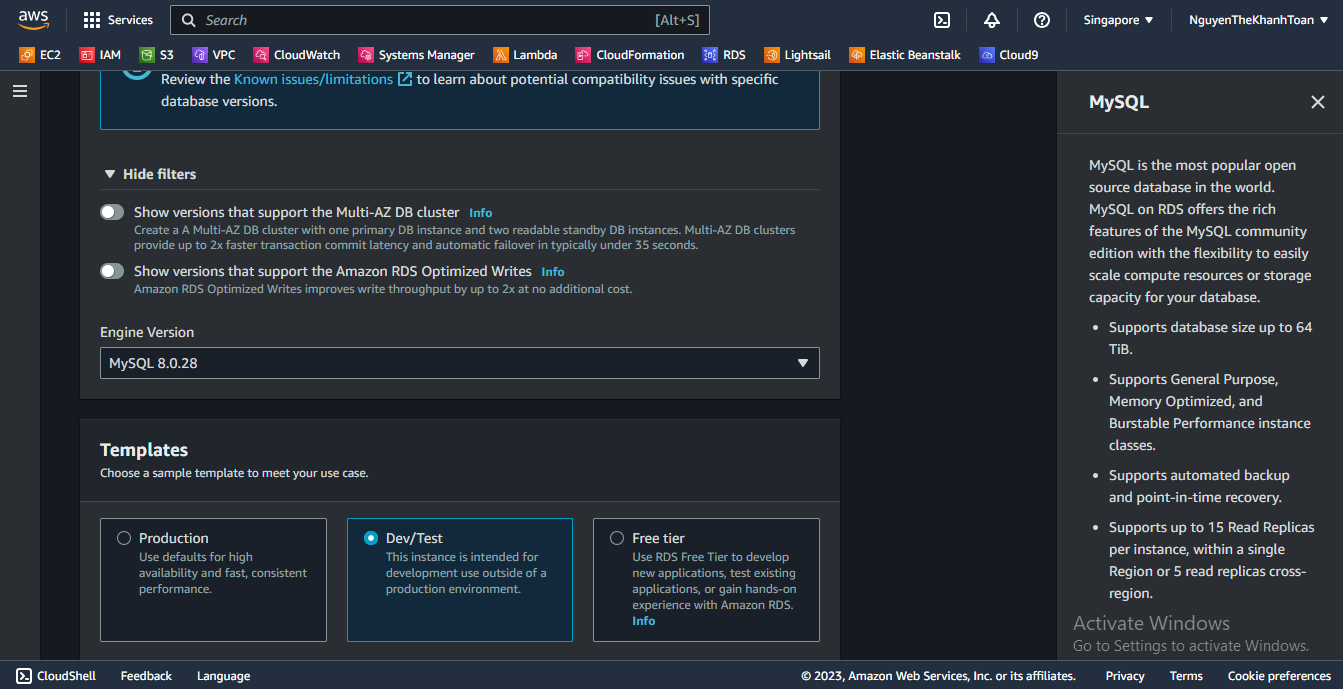 aws
Services
Search
[Alt+S]
Singapore
NguyenTheKhanhToan
EC2
IAM
S3
VPC
CloudWatch
Systems Manager
Lambda
CloudFormation
RDS
Lightsail
Elastic Beanstalk
Cloud9
Review the Known issues/limitations to learn about potential compatibility issues with specific
database versions.
Hide filters
Show versions that support the Multi-AZ DB cluster Info
Create a A Multi-AZ DB cluster with one primary DB instance and two readable standby DB instances. Multi-AZ DB clusters
provide up to 2x faster transaction commit latency and automatic failover in typically under 35 seconds.
Show versions that support the Amazon RDS Optimized Writes Info
Amazon RDS Optimized Writes improves write throughput by up to 2x at no additional cost.
Engine Version
MySQL 8.0.28
Templates
Choose a sample template to meet your use case.
Production
Use defaults for high
availability and fast, consistent
performance.
Dev/Test
This instance is intended for
development use outside of a
production environment.
Free tier
Use RDS Free Tier to develop
new applications, test existing
applications, or gain hands-on
experience with Amazon RDS.
Info
MySQL
MySQL is the most popular open
source database in the world.
MySQL on RDS offers the rich
features of the MySQL community
edition with the flexibility to easily
scale compute resources or storage
capacity for your database.
• Supports database size up to 64
TiB.
• Supports General Purpose,
Memory Optimized, and
Burstable Performance instance
classes.
• Supports automated backup
and point-in-time recovery.
• Supports up to 15 Read Replicas
per instance, within a single
Region or 5 read replicas cross-
region.
Activate Windows
Go to Settings to activate Windows.
CloudShell
Feedback
Language
© 2023, Amazon Web Services, Inc. or its affiliates.
Privacy
Terms
Cookie preferences